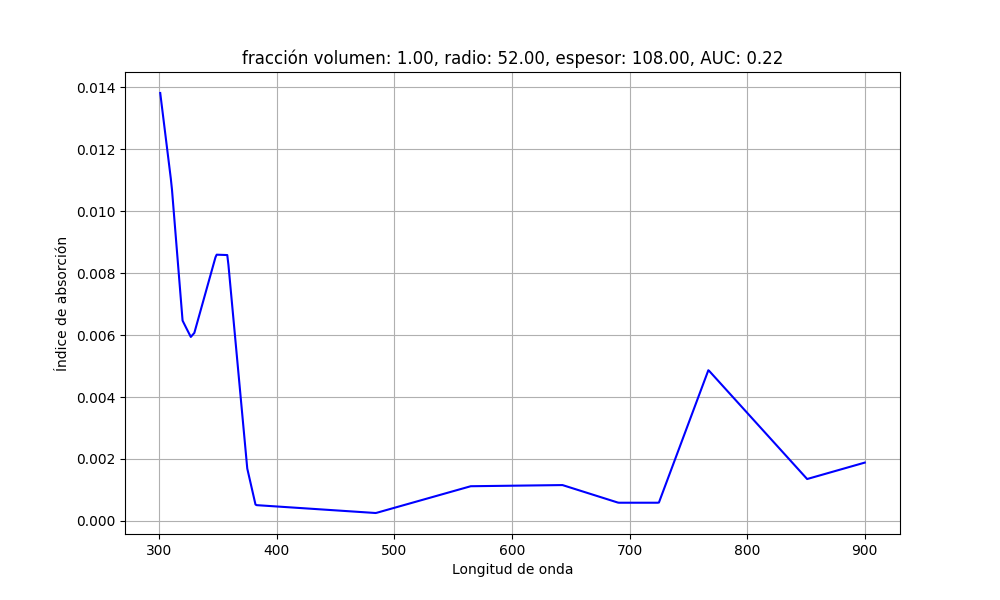 fracción volumen: 1.00, radio: 52.00, espesor: 108.00, AUC: 0.22
0.014
0.012
0.010
0.008
0.006
0.004
0.002
0.000
Índice de absorción
300 400 500 600 700 800 900
Longitud de onda